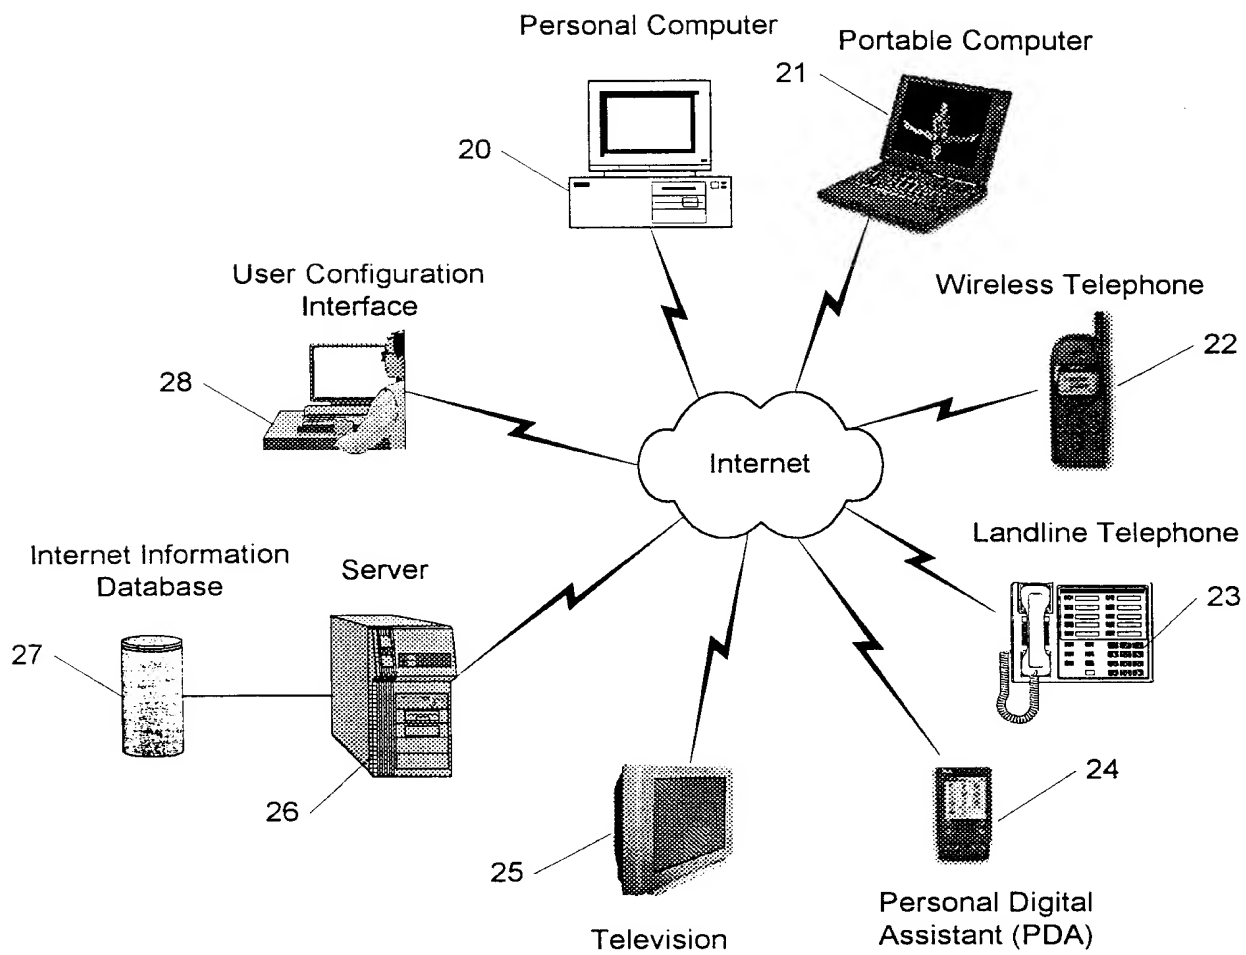 Personal Computer
Portable Computer
21
20
User Configuration
Interface
Wireless Telephone
22
28
Internet
Landline Telephone
Internet Information
Database
Server
23
27
24
26
25
Personal Digital
Assistant (PDA)
Television